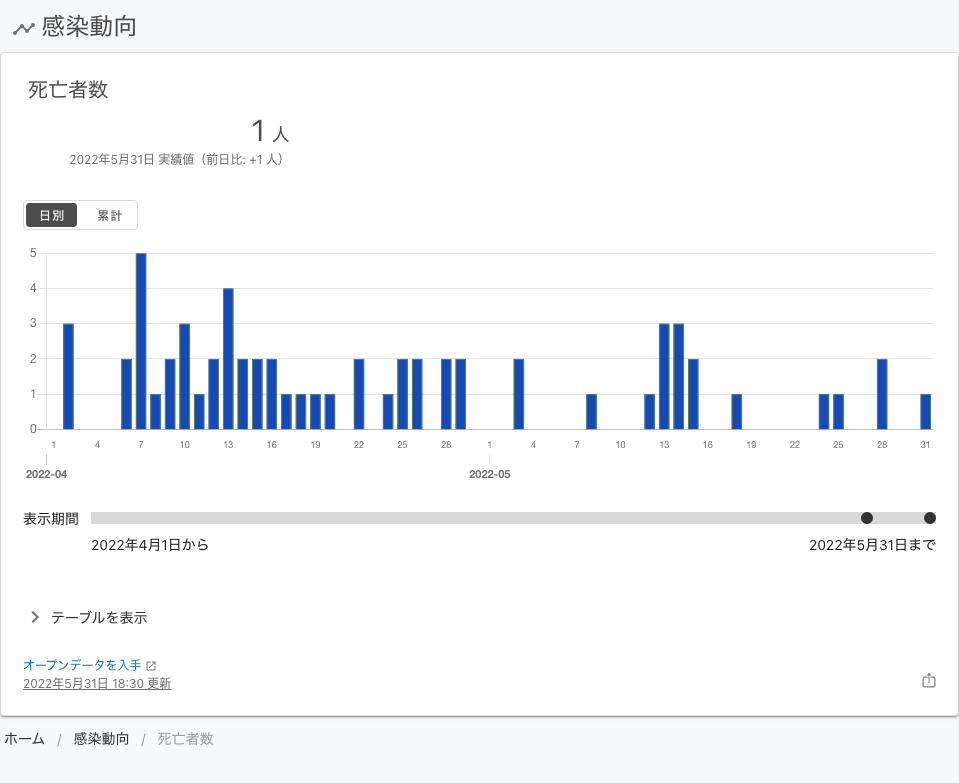 感染動向
死亡者数
1 人
2022年5月31日 実績値（前日比: +1 人）
日別 累計
5
4
3
2
1
0
1 4 7 10 13 16 19 22 25 28 1 4 7 10 13 16 19 22 25 28 31
2022-04 2022-05
表示期間
2022年4月1日から 2022年5月31日まで
テーブルを表示
オープンデータを入手
2022年5月31日 18:30 更新
ホーム / 感染動向 / 死亡者数